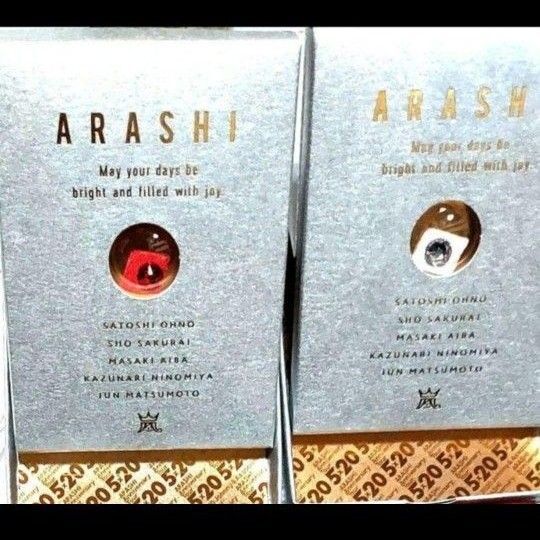 ARASHI
May your days be
bright and filled with joy
SATOSHI OHNO
SHO SAKURAI
MASAKI AIBA
KAZUNARI NINOMIYA
JUN MATSUMOTO
ARASH
May your days be
bright and filled with joy
SATOSHI OHNO
SHO SAKURAI
MASAKI AIBA
KAZUNARI NINOMIYA
JUN MATSUMOTO
5×20
5×20